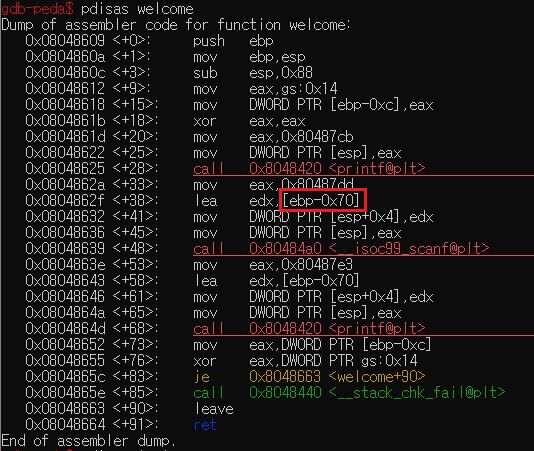 gdb-peda$ pdisas welcome
Dump of assembler code for function welcome:
0x08048609 <+0>: push ebp
0x0804860a <+1>: mov ebp,esp
0x0804860c <+3>: sub esp,0x88
0x08048612 <+9>: mov eax,gs:0x14
0x08048618 <+15>: mov DWORD PTR [ebp-0xc],eax
0x0804861b <+18>: xor eax,eax
0x0804861d <+20>: mov eax,0x80487cb
0x08048622 <+25>: mov DWORD PTR [esp],eax
0x08048625 <+28>: call 0x8048420 <printf@plt>
0x0804862a <+33>: mov eax,0x80487dd
0x0804862f <+38>: lea edx,[ebp-0x70]
0x08048632 <+41>: mov DWORD PTR [esp+0x4],edx
0x08048636 <+45>: mov DWORD PTR [esp],eax
0x08048639 <+48>: call 0x80484a0 <__isoc99_scanf@plt>
0x0804863e <+53>: mov eax,0x80487e3
0x08048643 <+58>: lea edx,[ebp-0x70]
0x08048646 <+61>: mov DWORD PTR [esp+0x4],edx
0x0804864a <+65>: mov DWORD PTR [esp],eax
0x0804864d <+68>: call 0x8048420 <printf@plt>
0x08048652 <+73>: mov eax,DWORD PTR [ebp-0xc]
0x08048655 <+76>: xor eax,DWORD PTR gs:0x14
0x0804865c <+83>: je 0x8048663 <welcome+90>
0x0804865e <+85>: call 0x8048440 <__stack_chk_fail@plt>
0x08048663 <+90>: leave
0x08048664 <+91>: ret
End of assembler dump.